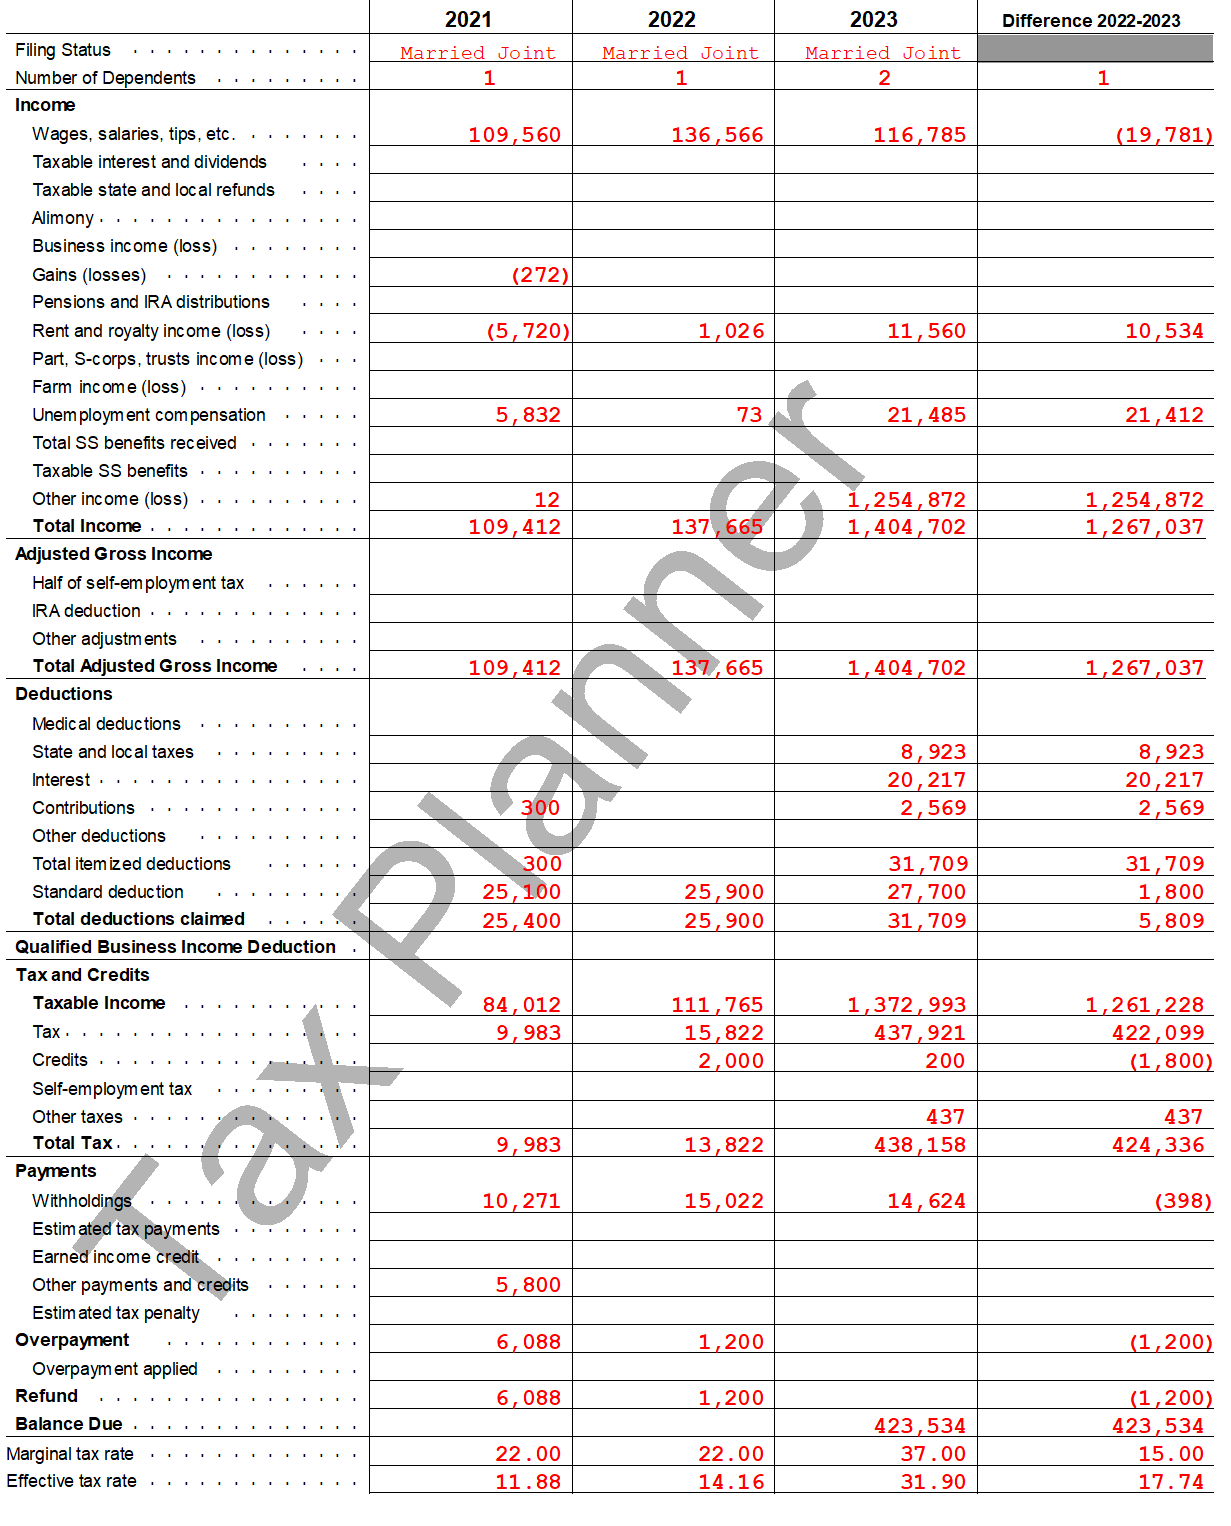 2021 2022 2023 Difference 2022-2023
Filing Status Married Joint Married Joint Married Joint
Number of Dependents 1 1 2 1
Income
Wages, salaries, tips, etc. 109,560 136,566 116,785 (19,781)
Taxable interest and dividends
Taxable state and local refunds
Alimony
Business income (loss)
Gains (losses) (272)
Pensions and IRA distributions
Rent and royalty income (loss) (5,720) 1,026 11,560 10,534
Part, S-corps, trusts income (loss)
Farm income (loss)
Unemployment compensation 5,832 73 21,485 21,412
Total SS benefits received
Taxable SS benefits
Other income (loss) 12 1,254,872 1,254,872
Total Income 109,412 137,665 1,404,702 1,267,037
Adjusted Gross Income
Half of self-employment tax
IRA deduction
Other adjustments
Total Adjusted Gross Income 109,412 137,665 1,404,702 1,267,037
Deductions
Medical deductions
State and local taxes 8,923 8,923
Interest 20,217 20,217
Contributions 300 2,569 2,569
Other deductions
Total itemized deductions 300 31,709 31,709
Standard deduction 25,100 25,900 27,700 1,800
Total deductions claimed 25,400 25,900 31,709 5,809
Qualified Business Income Deduction
Tax and Credits
Taxable Income 84,012 111,765 1,372,993 1,261,228
Tax 9,983 15,822 437,921 422,099
Credits 2,000 200 (1,800)
Self-employment tax
Other taxes 437 437
Total Tax 9,983 13,822 438,158 424,336
Payments
Withholdings 10,271 15,022 14,624 (398)
Estimated tax payments
Earned income credit
Other payments and credits 5,800
Estimated tax penalty
Overpayment 6,088 1,200 (1,200)
Overpayment applied
Refund 6,088 1,200 (1,200)
Balance Due 423,534 423,534
Marginal tax rate 22.00 22.00 37.00 15.00
Effective tax rate 11.88 14.16 31.90 17.74
Tax Planner